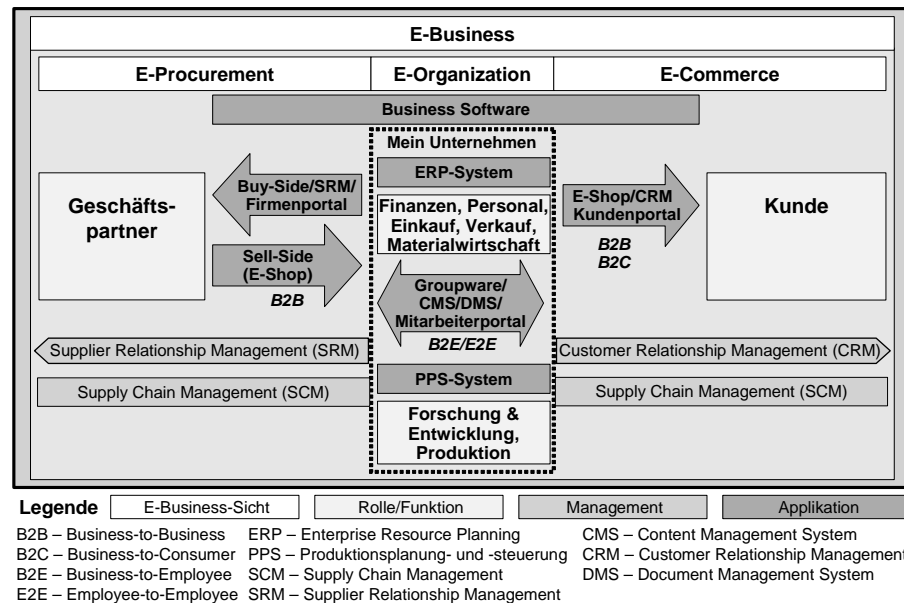 E-Business
E-Procurement
E-Organization
E-Commerce
Business Software
Mein Unternehmen
ERP-System
Buy-Side/SRM/
Firmenportal
Geschäfts-
partner
Sell-Side
(E-Shop)
B2B
Finanzen, Personal,
Einkauf, Verkauf,
Materialwirtschaft
E-Shop/CRM
Kundenportal
B2B
B2C
Kunde
Groupware/
CMS/DMS/
Mitarbeiterportal
B2E/E2E
Supplier Relationship Management (SRM)
Customer Relationship Management (CRM)
Supply Chain Management (SCM)
PPS-System
Supply Chain Management (SCM)
Forschung &
Entwicklung,
Produktion
Legende
E-Business-Sicht
Rolle/Funktion
Management
Applikation
B2B – Business-to-Business
ERP – Enterprise Resource Planning
CMS – Content Management System
B2C – Business-to-Consumer
PPS – Produktionsplanung- und -steuerung
CRM – Customer Relationship Management
B2E – Business-to-Employee
SCM – Supply Chain Management
DMS – Document Management System
E2E – Employee-to-Employee
SRM – Supplier Relationship Management